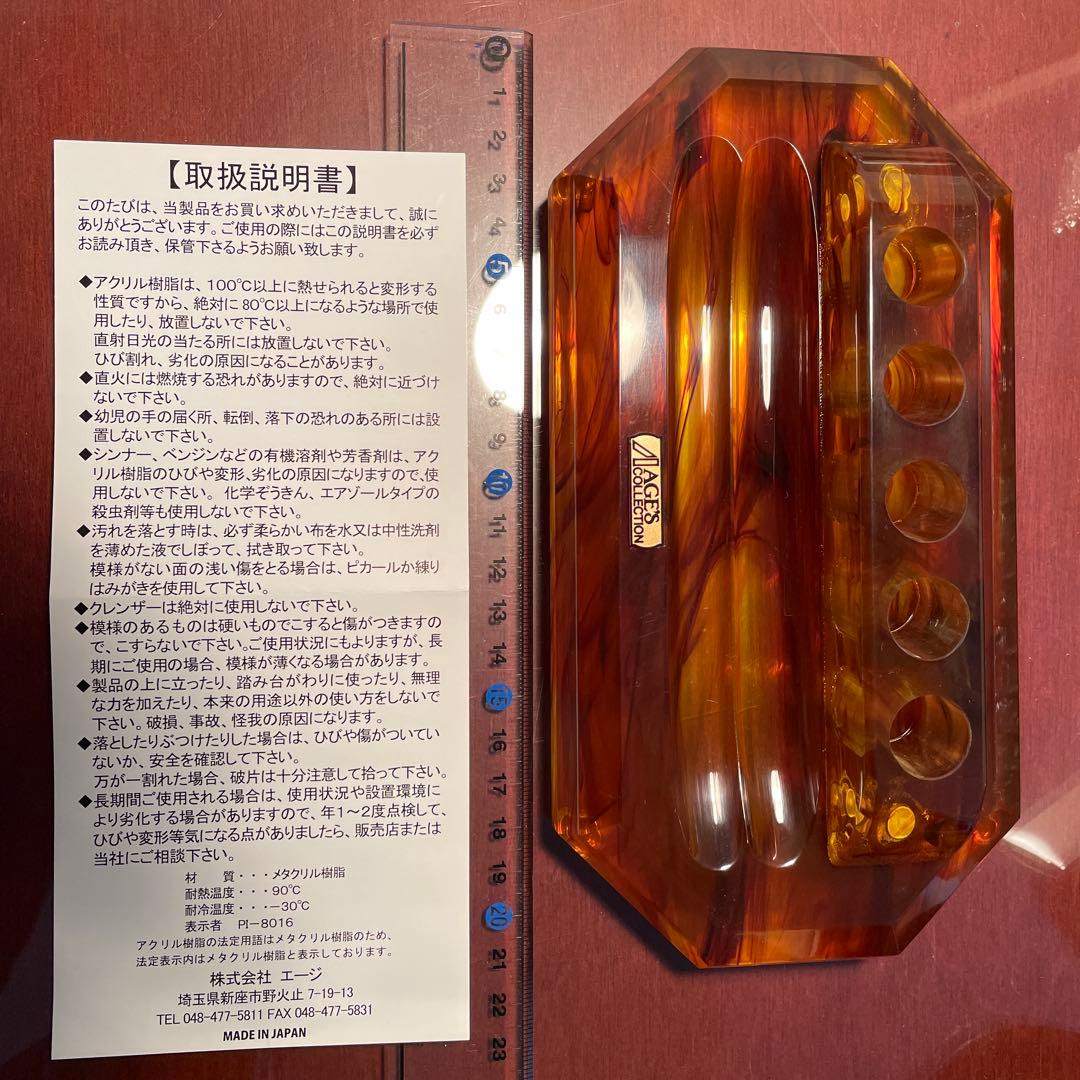 【取扱説明書】
このたびは、当製品をお買い求めいただきまして、誠に
ありがとうございます。ご使用の際にはこの説明書を必ず
お読み頂き、保管下さるようお願い致します。
◆アクリル樹脂は、100℃以上に熱せられると変形する
性質ですから、絶対に80℃以上になるような場所で使
用したり、放置しないで下さい。
直射日光の当たる所には放置しないで下さい。
ひび割れ、劣化の原因になることがあります。
◆直火には燃焼する恐れがありますので、絶対に近づけ
ないで下さい。
◆幼児の手の届く所、転倒、落下の恐れのある所には設
置しないで下さい。
◆シンナー、ベンジンなどの有機溶剤や芳香剤は、アク
リル樹脂のひびや変形、劣化の原因になりますので、使
用しないで下さい。 化学ぞうきん、エアゾールタイプの
殺虫剤等も使用しないで下さい。
◆汚れを落とす時は、必ず柔らかい布を水又は中性洗剤
を薄めた液でしぼって、拭き取って下さい。
模様がない面の浅い傷をとる場合は、ピカールか練り
はみがきを使用して下さい。
◆クレンザーは絶対に使用しないで下さい。
◆模様のあるものは硬いものでこすると傷がつきますの
で、こすらないで下さい。ご使用状況にもよりますが、長
期にご使用の場合、模様が薄くなる場合があります。
◆製品の上に立ったり、踏み台がわりに使ったり、無理
な力を加えたり、本来の用途以外の使い方をしないで
下さい。破損、事故、怪我の原因になります。
◆落としたりぶつけたりした場合は、ひびや傷がついてい
ないか、安全を確認して下さい。
万が一割れた場合、破片は十分注意して拾って下さい。
◆長期間ご使用される場合は、使用状況や設置環境に
より劣化する場合がありますので、年1～2度点検して、
ひびや変形等気になる点がありましたら、販売店または
当社にご相談下さい。
材 質・・・メタクリル樹脂
耐熱温度・・・90℃
耐冷温度・・・-30℃
表示者 PI-8016
アクリル樹脂の法定用語はメタクリル樹脂のため、
法定表示内はメタクリル樹脂と表示しております。
株式会社 エージ
埼玉県新座市野火止 7-19-13
TEL 048-477-5811 FAX 048-477-5831
MADE IN JAPAN
0
1
2
3
4
5
6
7
8
9
10
11
12
13
14
15
16
17
18
19
20
21
22
23
AGE'S
COLLECTION